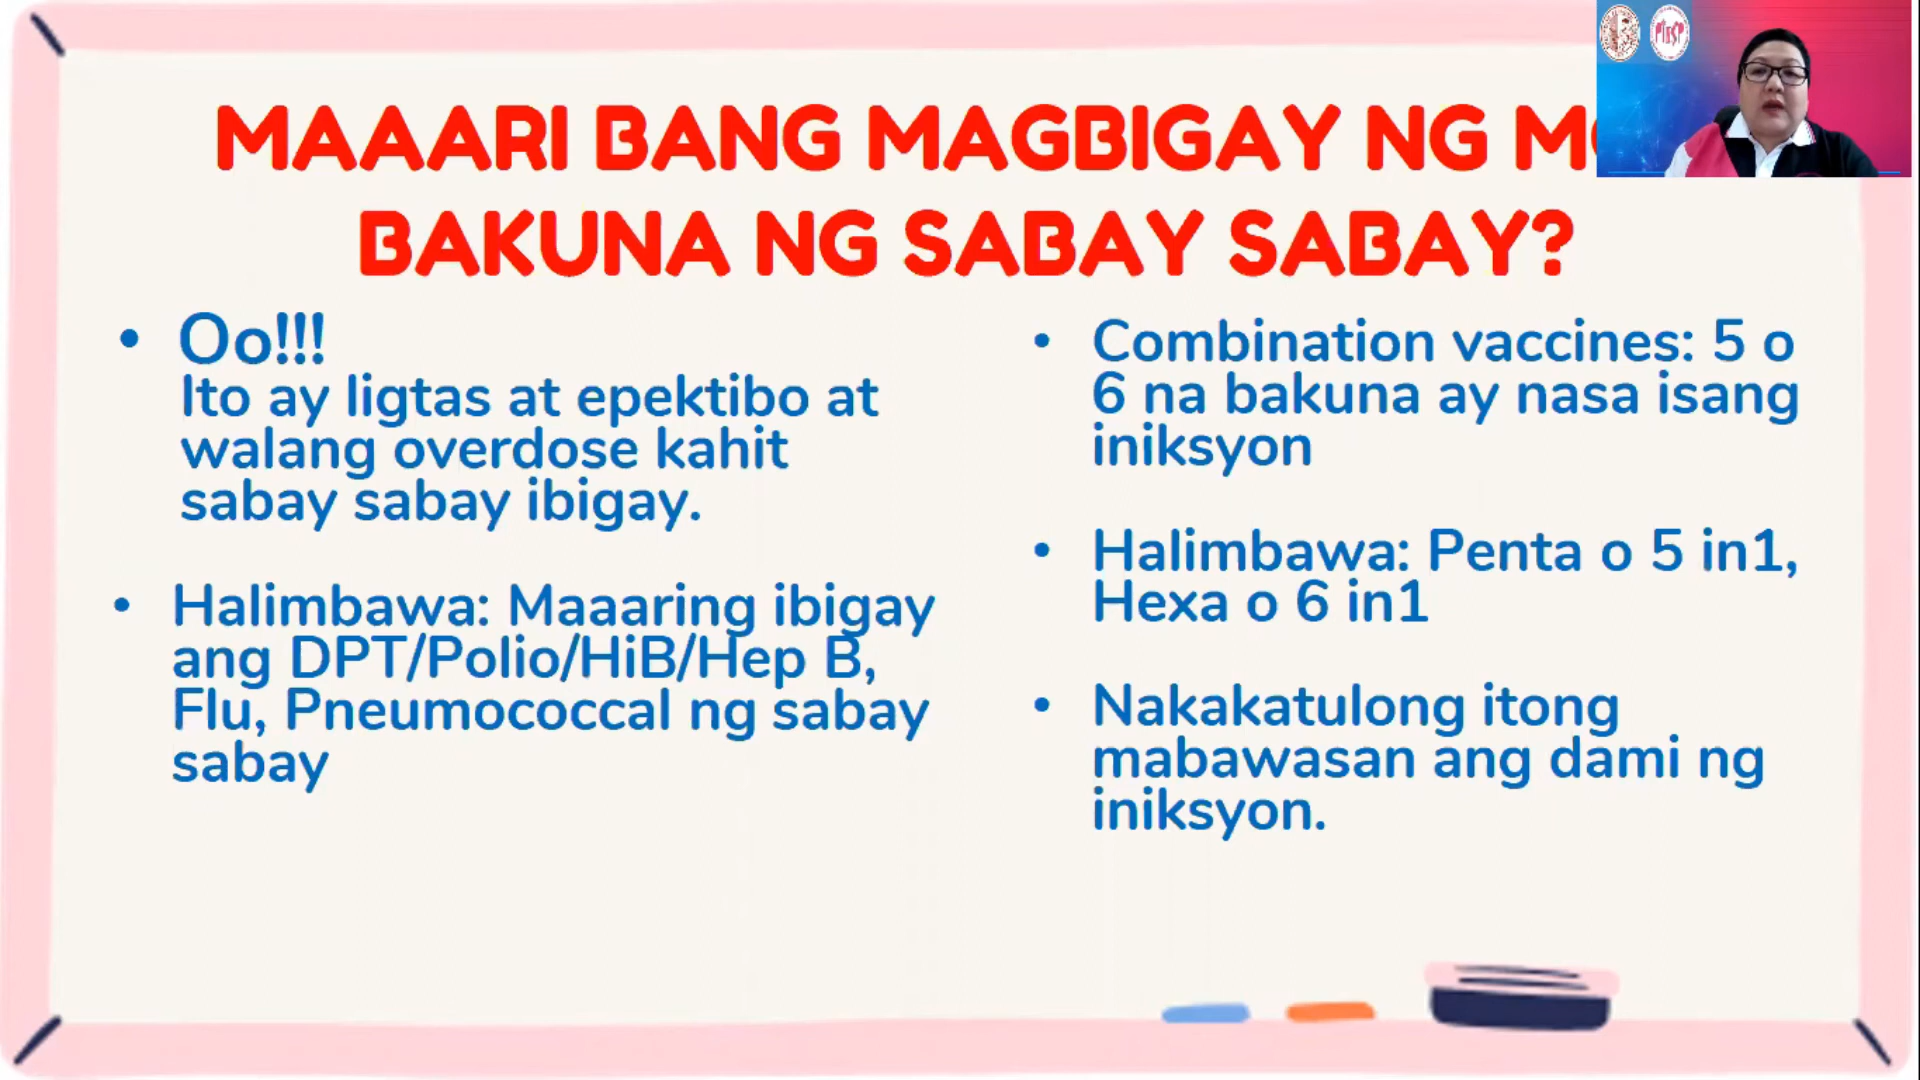 MAAARI BANG MAGBIGAY NG
BAKUNA NG SABAY SABAY?
• Oo!!!
Ito ay ligtas at epektibo at
walang overdose kahit
sabay sabay ibigay.
• Halimbawa: Maaaring ibigay
ang DPT/Polio/HiB/Hep B,
Flu, Pneumococcal ng sabay
sabay
• Combination vaccines: 5 o
6 na bakuna ay nasa isang
iniksyon
• Halimbawa: Penta o 5 in1,
Hexa o 6 in1
• Nakakatulong itong
mabawasan ang dami ng
iniksyon.